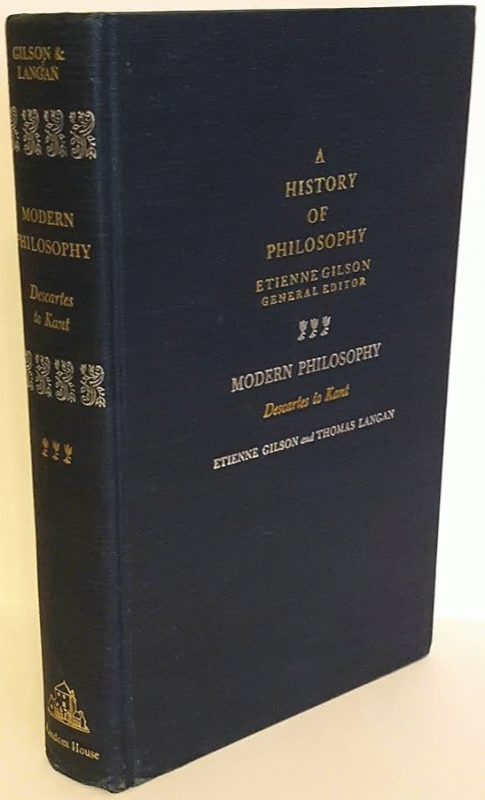 GILSON &
LANGAN
MODERN
PHILOSOPHY
Descartes
to Kant
Random House
A
HISTORY
OF
PHILOSOPHY
ETIENNE GILSON
GENERAL EDITOR
MODERN PHILOSOPHY
Descartes to Kant
ETIENNE GILSON and THOMAS LANGAN